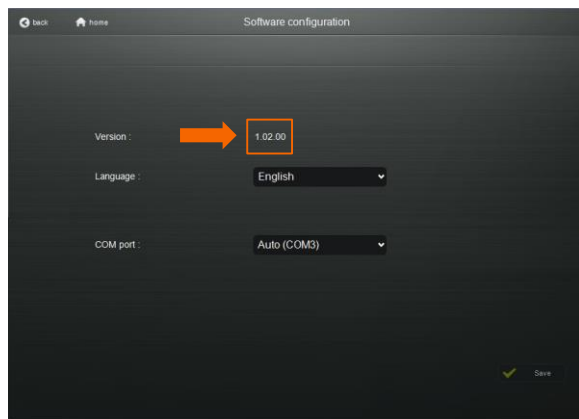 back home Software configuration
Version : 1.02.00
Language : English
COM port : Auto (COM3)
Save